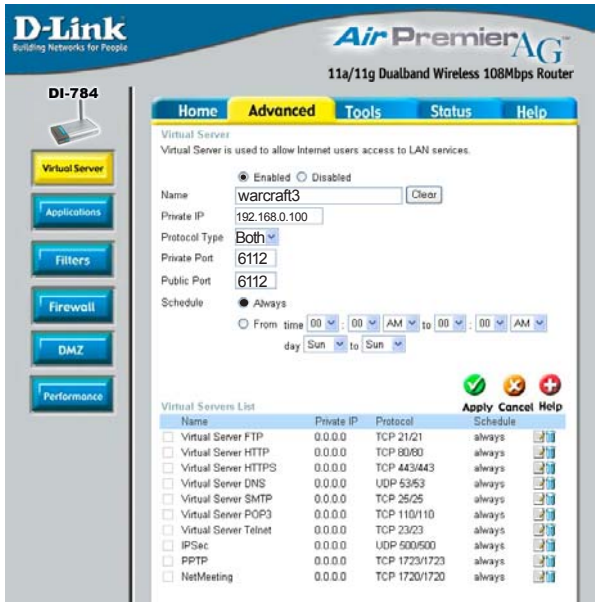 D-Link
Building Networks for People
Air Premier AG™
11a/11g Dualband Wireless 108Mbps Router
DI-784
Home Advanced Tools Status Help
Virtual Server
Virtual Server is used to allow Internet users access to LAN services.
Virtual Server
Applications
Filters
Firewall
DMZ
Performance
Enabled Disabled
Name warcraft3 Clear
Private IP 192.168.0.100
Protocol Type Both
Private Port 6112
Public Port 6112
Schedule Always
From time 00 : 00 AM to 00 : 00 AM
day Sun to Sun
Apply Cancel Help
Virtual Servers List
Name Private IP Protocol Schedule
Virtual Server FTP 0.0.0.0 TCP 21/21 always
Virtual Server HTTP 0.0.0.0 TCP 80/80 always
Virtual Server HTTPS 0.0.0.0 TCP 443/443 always
Virtual Server DNS 0.0.0.0 UDP 53/53 always
Virtual Server SMTP 0.0.0.0 TCP 25/25 always
Virtual Server POP3 0.0.0.0 TCP 110/110 always
Virtual Server Telnet 0.0.0.0 TCP 23/23 always
IPSec 0.0.0.0 UDP 500/500 always
PPTP 0.0.0.0 TCP 1723/1723 always
NetMeeting 0.0.0.0 TCP 1720/1720 always